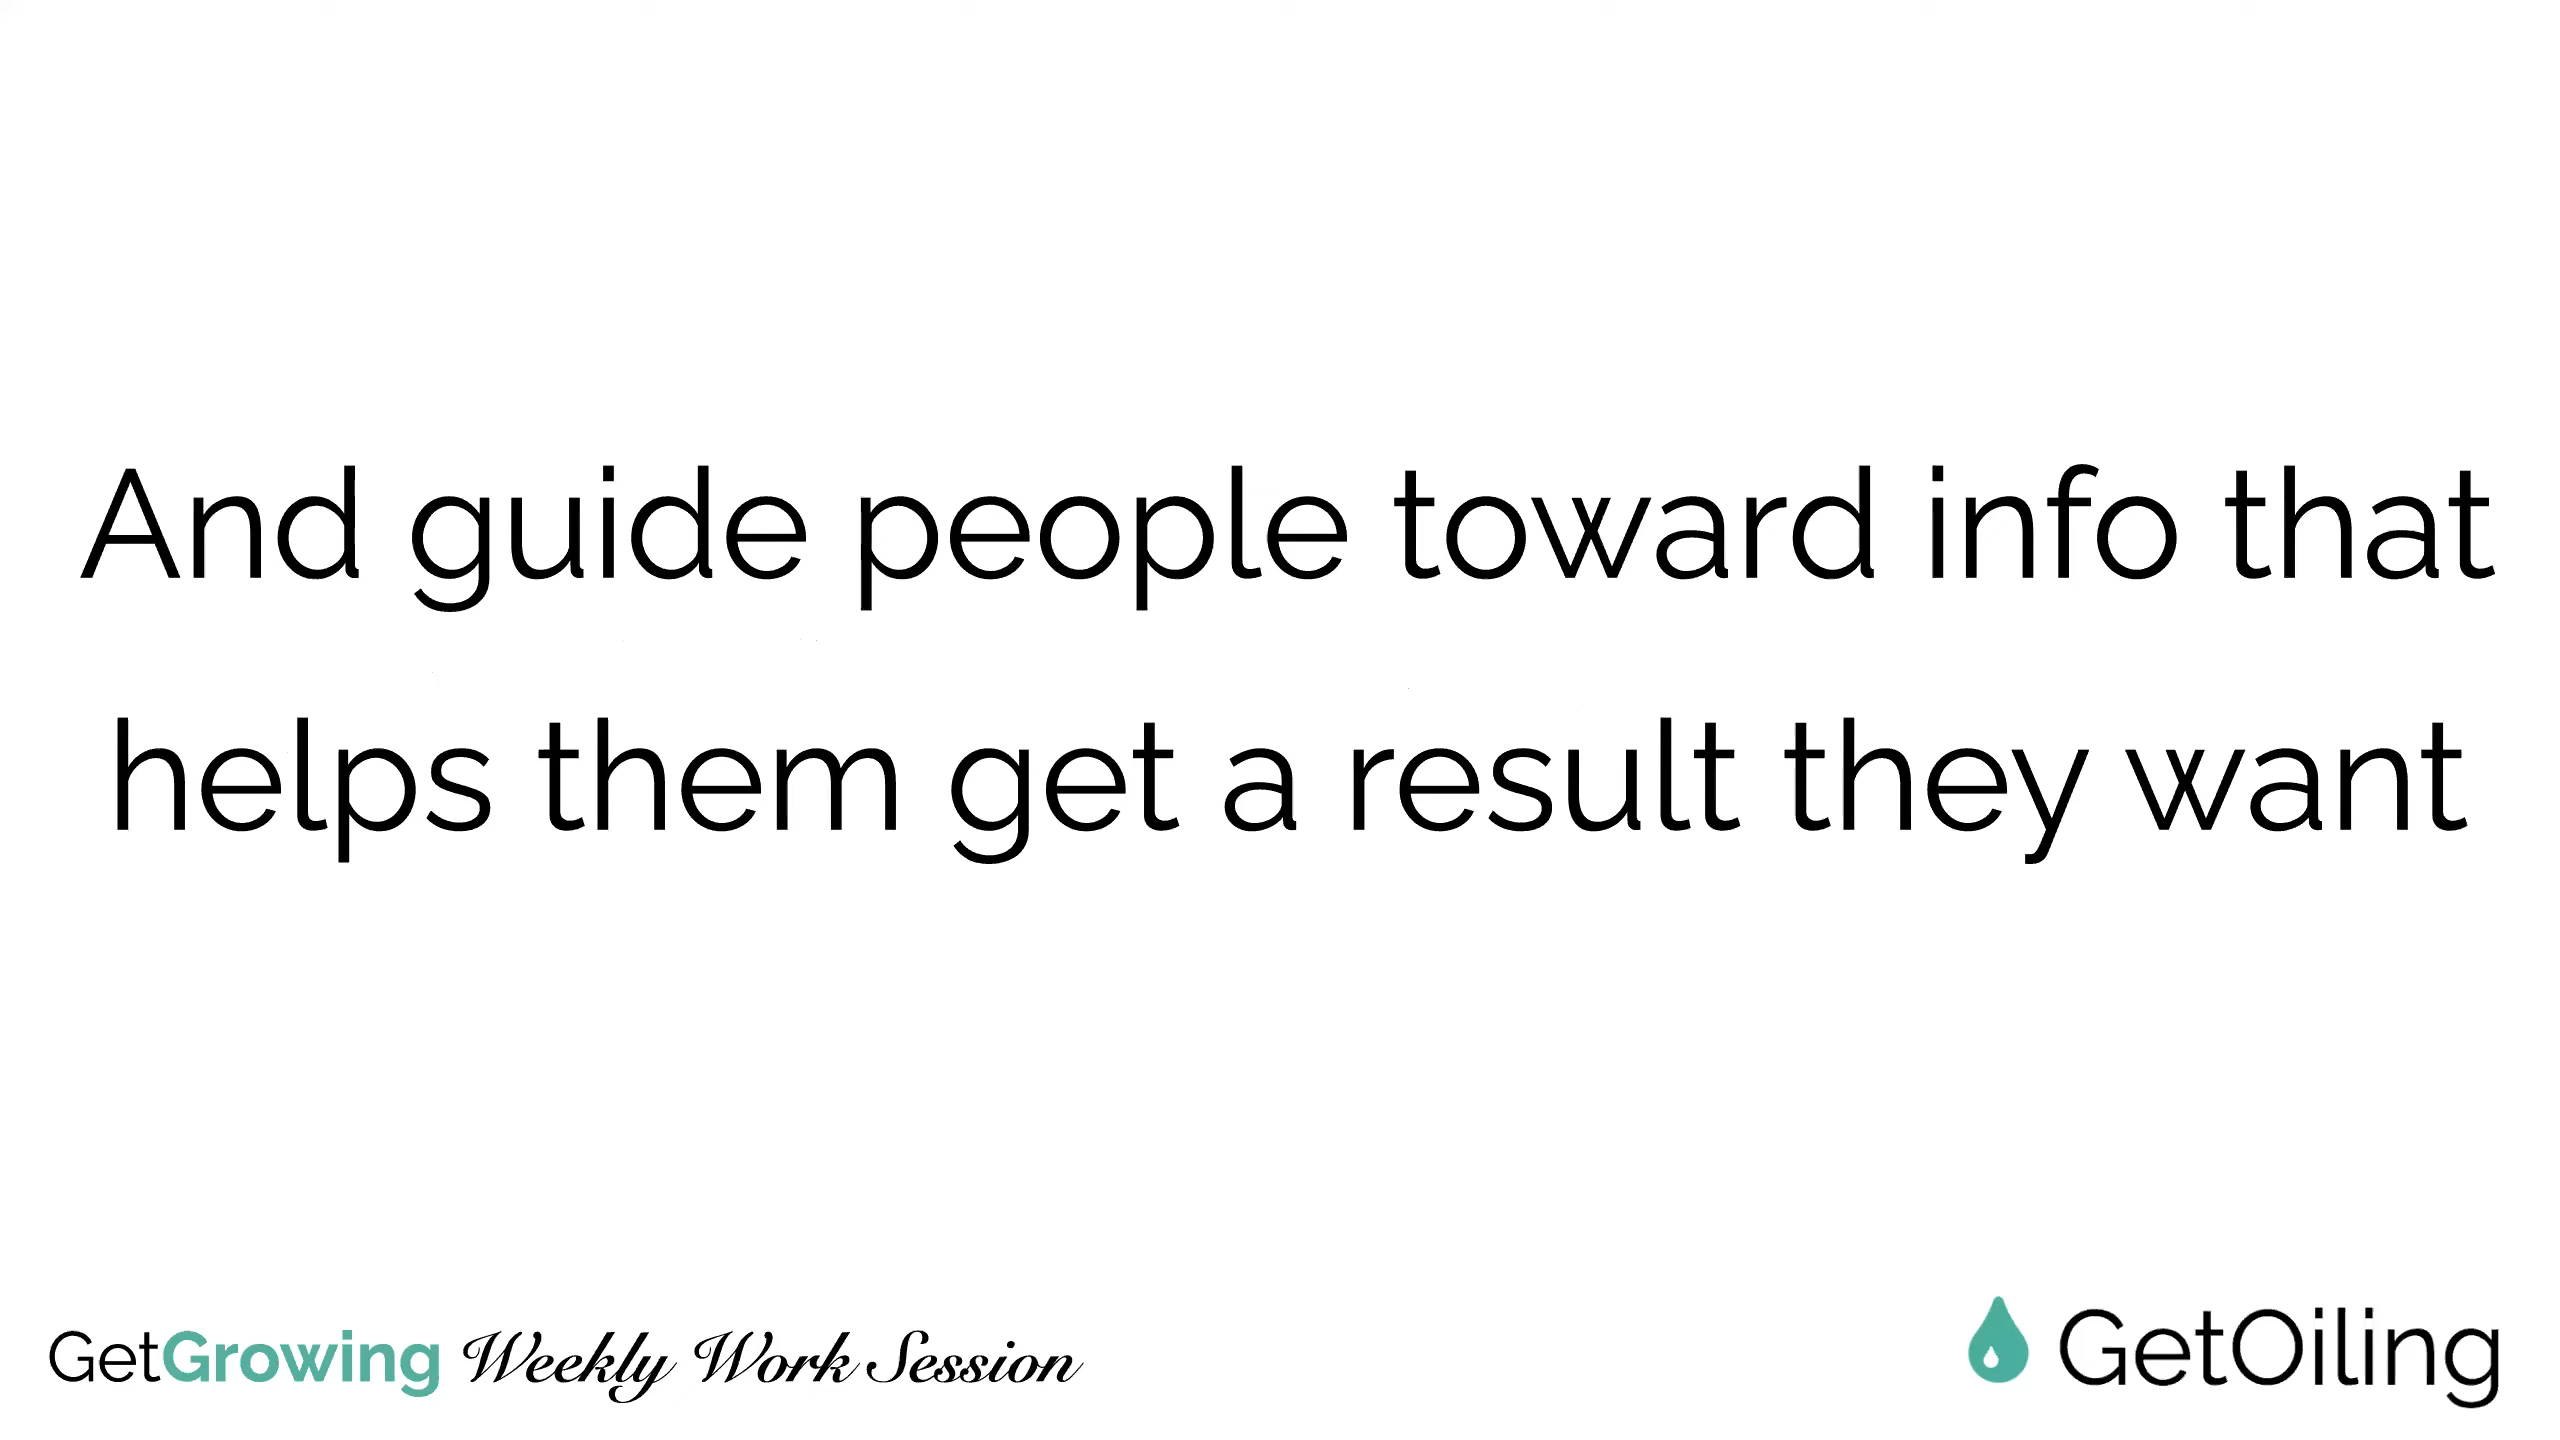 And guide people toward info that
helps them get a result they want
GetGrowing Weekly Work Session
GetOiling